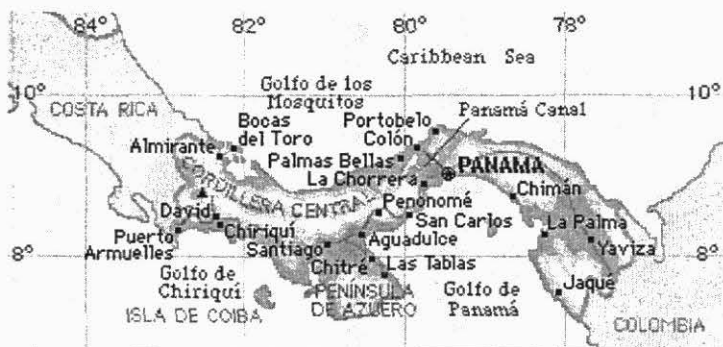 84°
82°
80°
78°
Caribbean Sea
10°
Golfo de los
Mosquitos
COSTA RICA
Portobelo
Panamá Canal
Bocas
del Toro
Colón
Almirante
Palmas Bellas
PANAMA
CORDILLERA CENTRAL
La Chorrera
Chimán
Penonomé
David
San Carlos
La Palma
Puerto
Armuelles
Chiriquí
Aguadulce
Yaviza
8°
Santiago
Chitré
Las Tablas
Golfo de
Chiriquí
PENINSULA
DE AZUERO
Golfo de
Panamá
Jaqué
ISLA DE COIBA
COLOMBIA